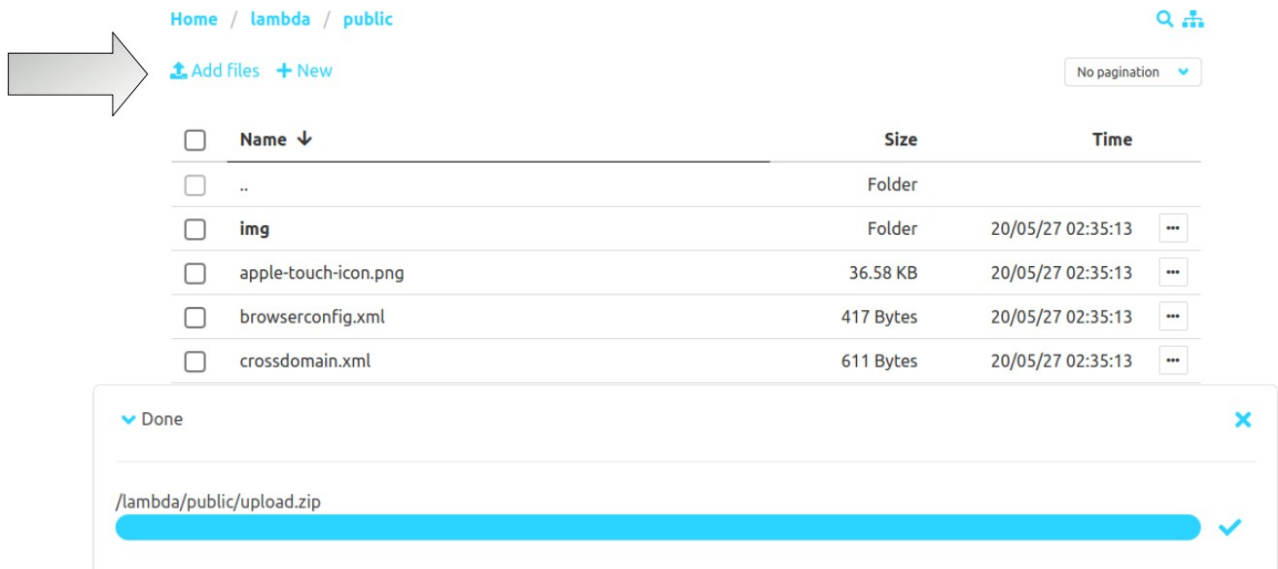 Home / lambda / public
Add files + New
No pagination
Name Size Time
.. Folder
img Folder 20/05/27 02:35:13 •••
apple-touch-icon.png 36.58 KB 20/05/27 02:35:13 •••
browserconfig.xml 417 Bytes 20/05/27 02:35:13 •••
crossdomain.xml 611 Bytes 20/05/27 02:35:13 •••
Done
/lambda/public/upload.zip